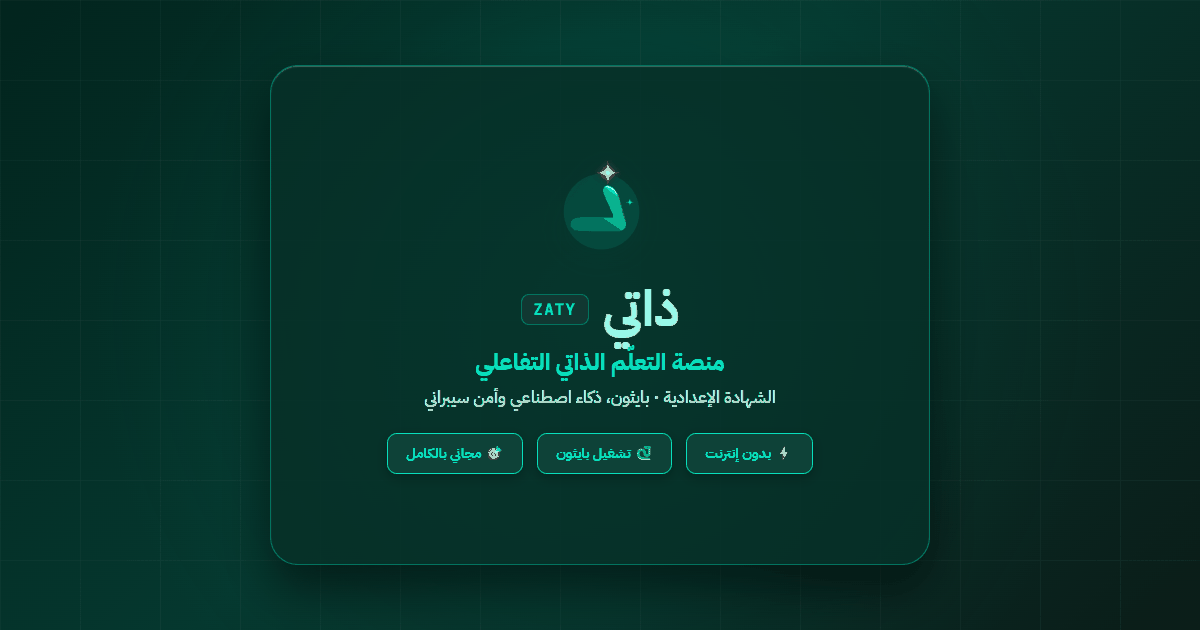 ذاتي ZATY
منصة التعلّم الذاتي التفاعلي
الشهادة الإعدادية · بايثون، ذكاء اصطناعي وأمن سيبراني
بدون إنترنت تشغيل بايثون مجاني بالكامل